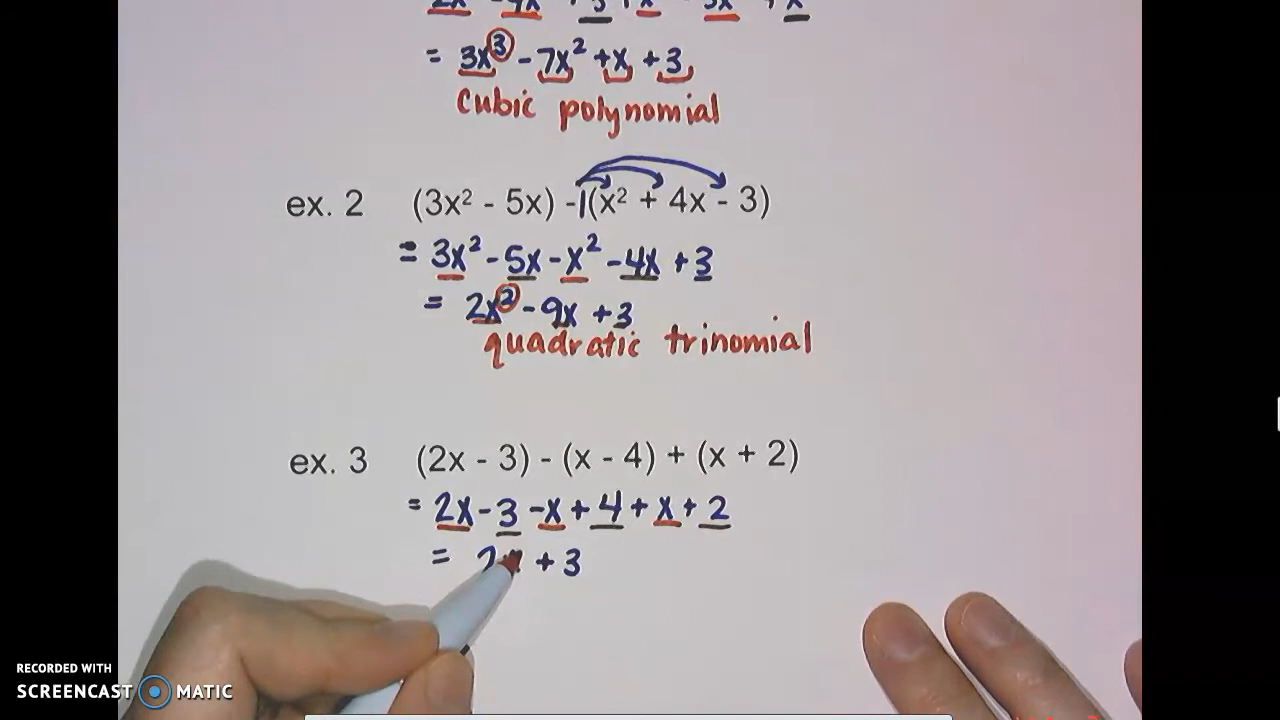 = 3x³ - 7x² + x + 3
cubic polynomial
ex. 2 (3x² - 5x) -1(x² + 4x - 3)
= 3x² - 5x - x² - 4x + 3
= 2x² - 9x + 3
quadratic trinomial
ex. 3 (2x - 3) - (x - 4) + (x + 2)
= 2x - 3 - x + 4 + x + 2
= 2x + 3
RECORDED WITH
SCREENCAST MATIC